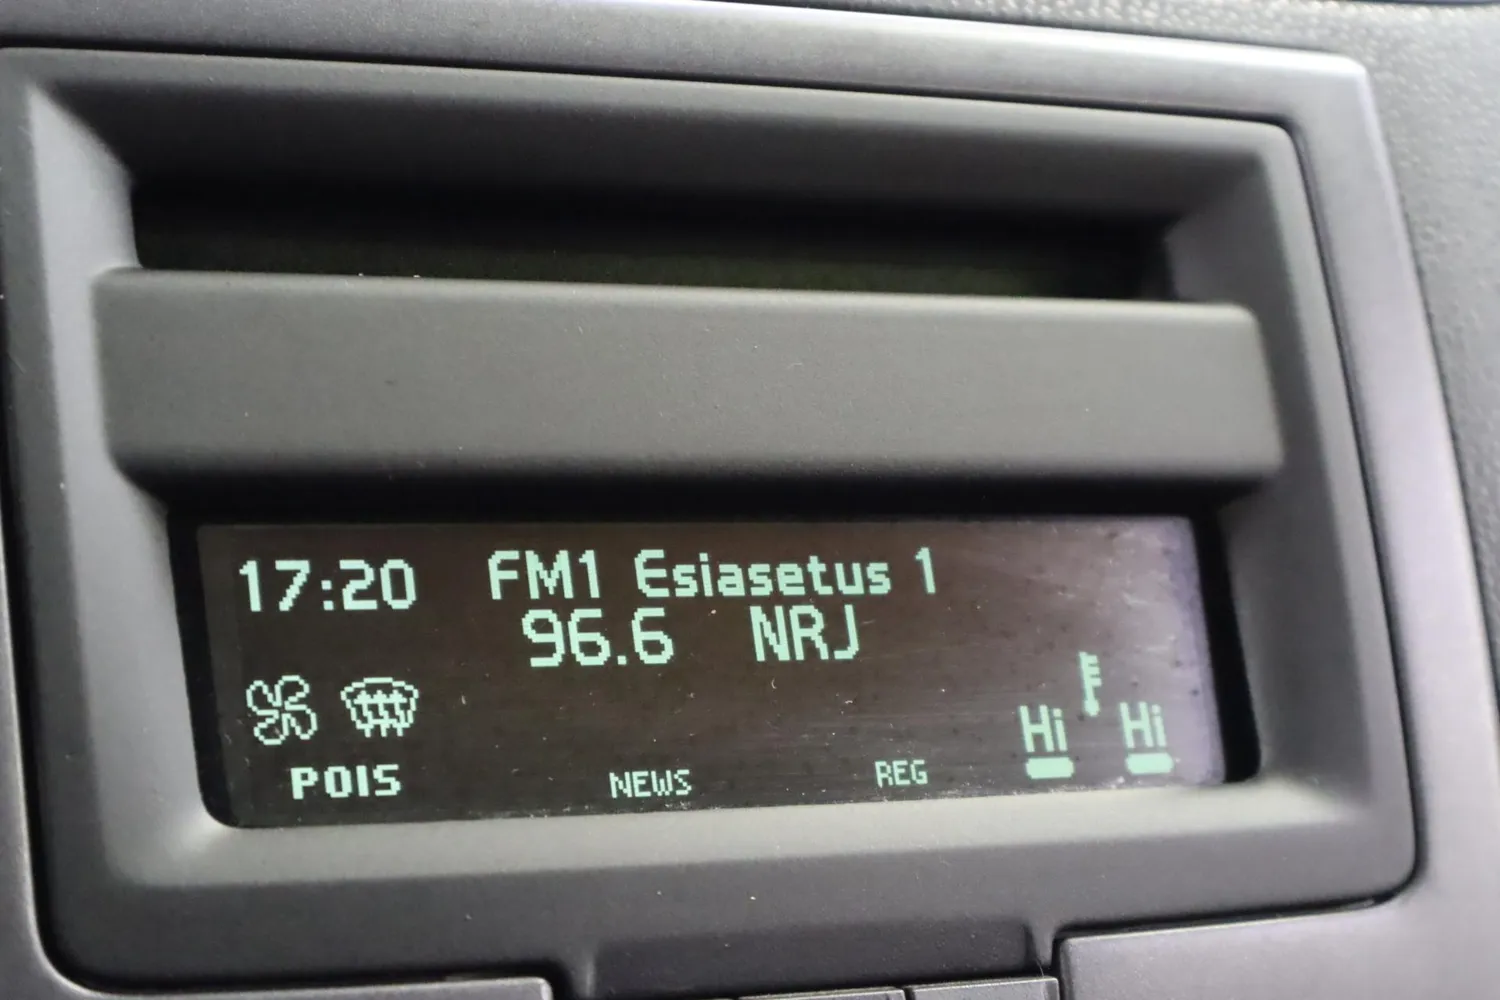 17:20 FM1 Esiasetus 1
96.6 NRJ
Hi Hi
POIS NEWS REG